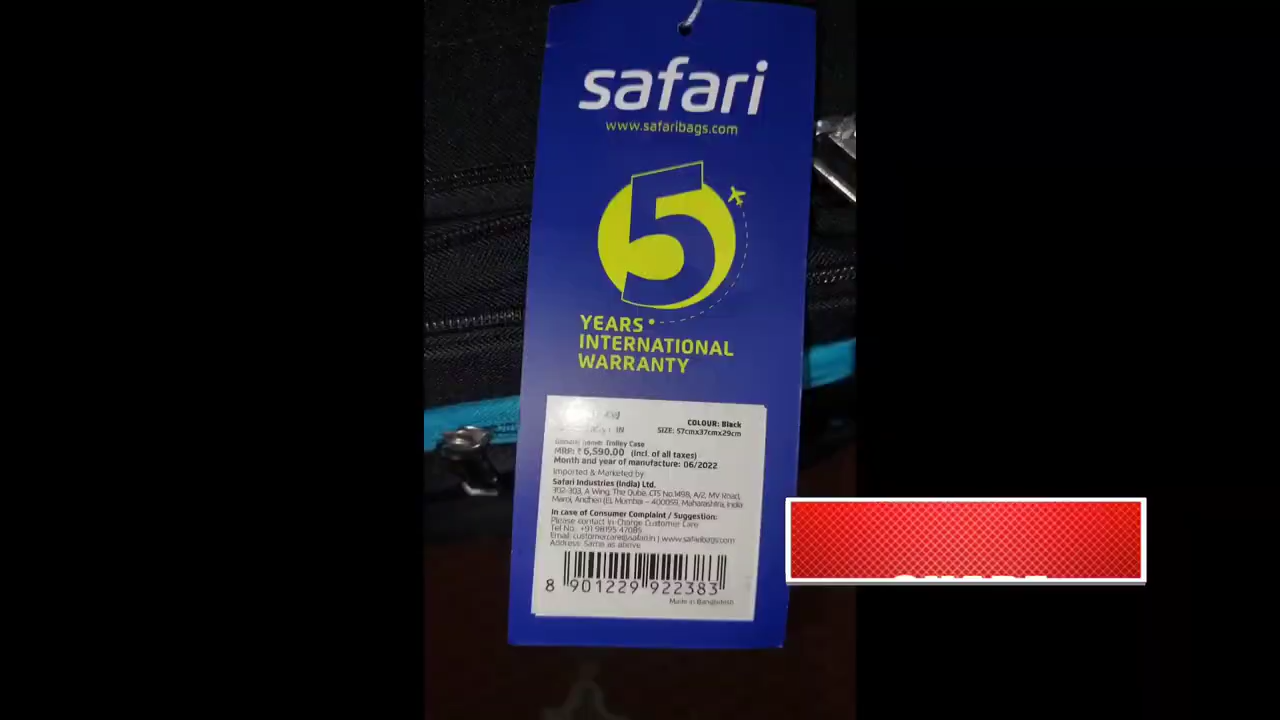 safari
www.safaribags.com
5
YEARS
INTERNATIONAL
WARRANTY
COLOUR: Black
IN SIZE: 57cmx37cmx29cm
Generic name: Trolley Case
MRP: ₹ 6,590.00 (incl. of all taxes)
Month and year of manufacture: 06/2022
Imported & Marketed by
Safari Industries (India) Ltd.
302-303, A Wing, The Qube, CTS No.1498, A/2, MV Road,
Marol, Andheri (E), Mumbai – 400059, Maharashtra, India
In case of Consumer Complaint / Suggestion:
Please contact In-Charge Customer Care
Tel No. +91 98195 47085
Email: customercare@safari.in | www.safaribags.com
Address: Same as above
8 901229 922383
Made in Bangladesh